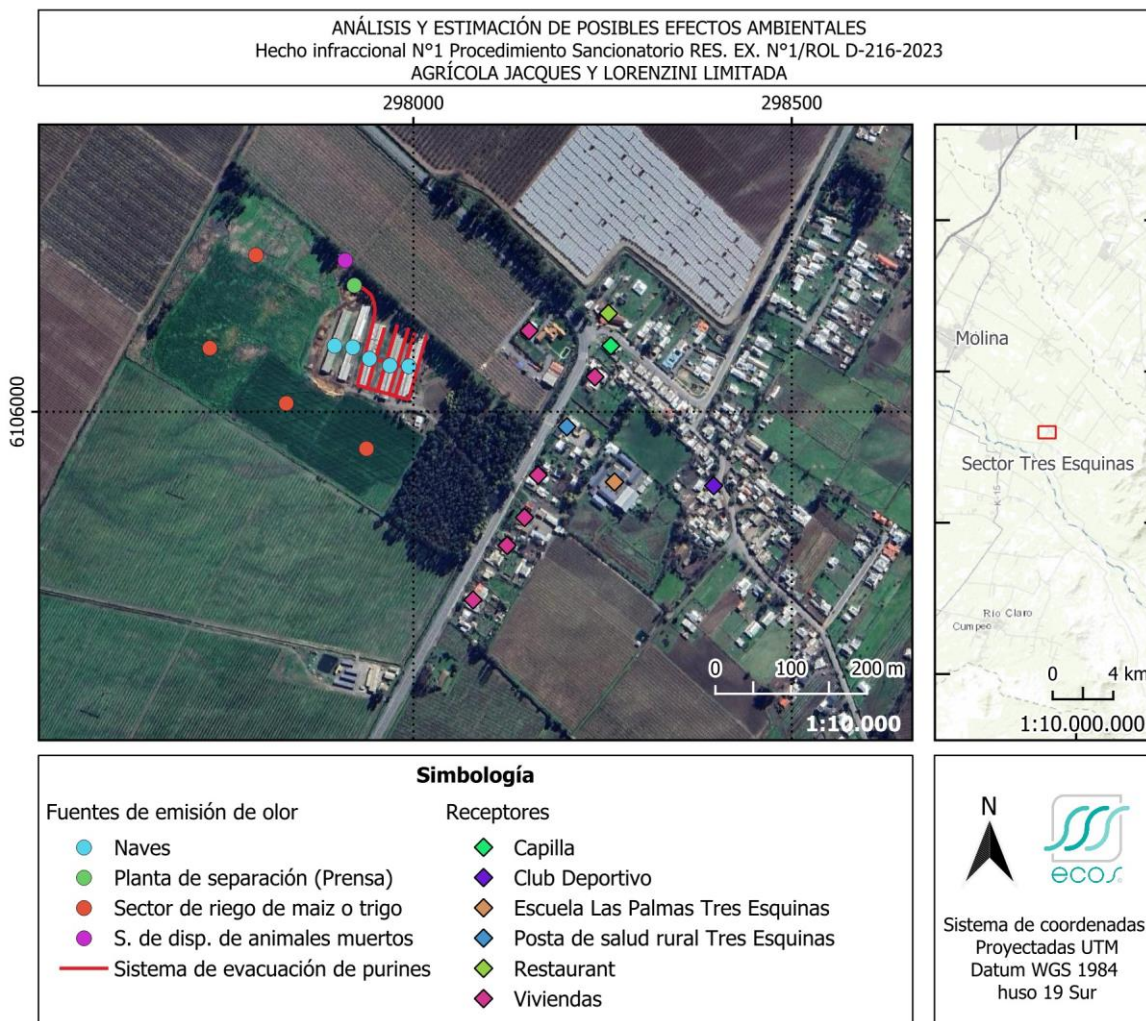 ANÁLISIS Y ESTIMACIÓN DE POSIBLES EFECTOS AMBIENTALES
Hecho infraccional N°1 Procedimiento Sancionatorio RES. EX. N°1/ROL D-216-2023
AGRÍCOLA JACQUES Y LORENZINI LIMITADA
298000
298500
6106000
0 100 200 m
1:10.000
Molina
Sector Tres Esquinas
K-15
Río Claro
Cumpeo
0 4 km
1:10.000.000
Simbología
Fuentes de emisión de olor
Naves
Planta de separación (Prensa)
Sector de riego de maiz o trigo
S. de disp. de animales muertos
Sistema de evacuación de purines
Receptores
Capilla
Club Deportivo
Escuela Las Palmas Tres Esquinas
Posta de salud rural Tres Esquinas
Restaurant
Viviendas
N
ecos
Sistema de coordenadas
Proyectadas UTM
Datum WGS 1984
huso 19 Sur